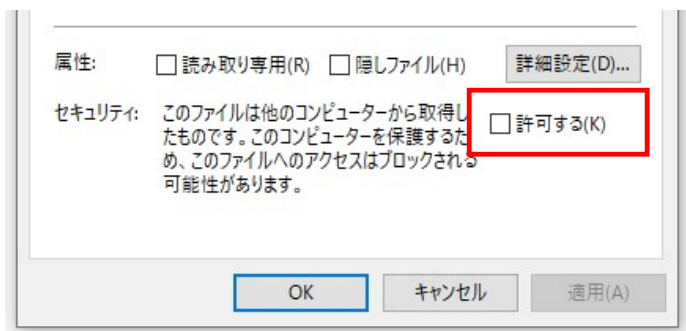 属性: 読み取り専用(R) 隠しファイル(H) 詳細設定(D)...
セキュリティ: このファイルは他のコンピューターから取得し
たものです。このコンピューターを保護するた
め、このファイルへのアクセスはブロックされる
可能性があります。
許可する(K)
OK キャンセル 適用(A)